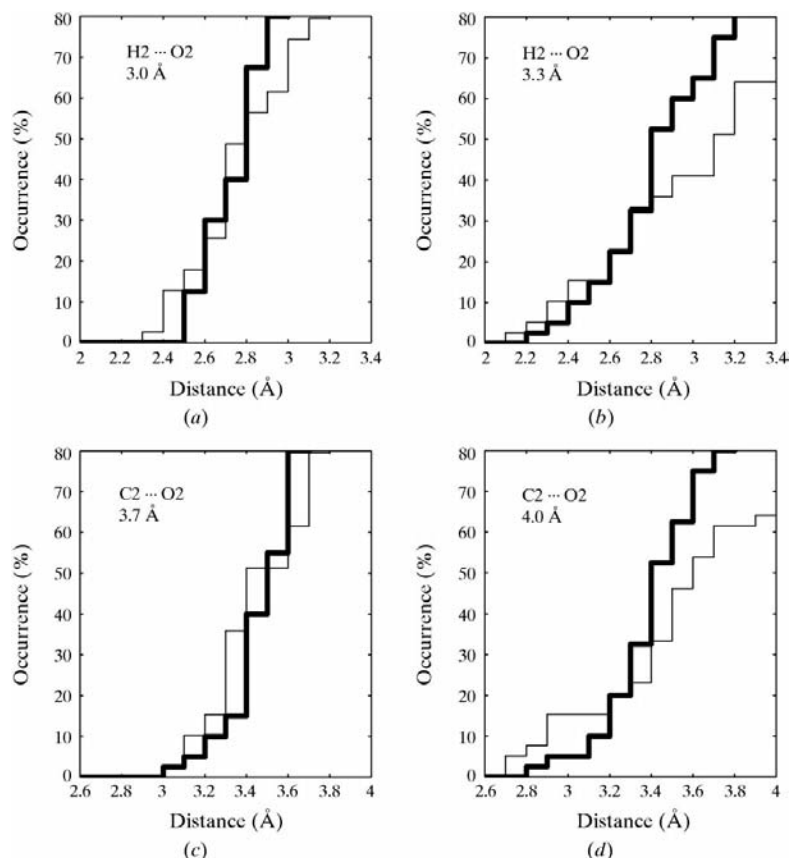 80
70
60
50
40
30
20
10
0
Occurrence (%)
H2 ··· O2
3.0 Å
2 2.2 2.4 2.6 2.8 3 3.2 3.4
Distance (Å)
(a)
80
70
60
50
40
30
20
10
0
Occurrence (%)
H2 ··· O2
3.3 Å
2 2.2 2.4 2.6 2.8 3 3.2 3.4
Distance (Å)
(b)
80
70
60
50
40
30
20
10
0
Occurrence (%)
C2 ··· O2
3.7 Å
2.6 2.8 3 3.2 3.4 3.6 3.8 4
Distance (Å)
(c)
80
70
60
50
40
30
20
10
0
Occurrence (%)
C2 ··· O2
4.0 Å
2.6 2.8 3 3.2 3.4 3.6 3.8 4
Distance (Å)
(d)